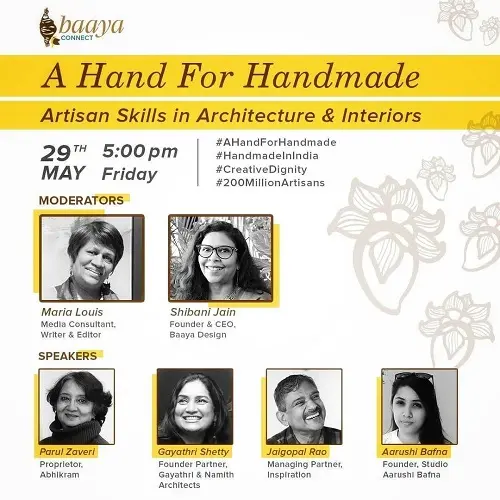 baaya
CONNECT
A Hand For Handmade
Artisan Skills in Architecture & Interiors
29TH
MAY
5:00 pm
Friday
#AHandForHandmade
#HandmadeInIndia
#CreativeDignity
#200MillionArtisans
MODERATORS
Maria Louis
Media Consultant,
Writer & Editor
Shibani Jain
Founder & CEO,
Baaya Design
SPEAKERS
Parul Zaveri
Proprietor,
Abhikram
Gayathri Shetty
Founder Partner,
Gayathri & Namith
Architects
Jaigopal Rao
Managing Partner,
Inspiration
Aarushi Bafna
Founder, Studio
Aarushi Bafna